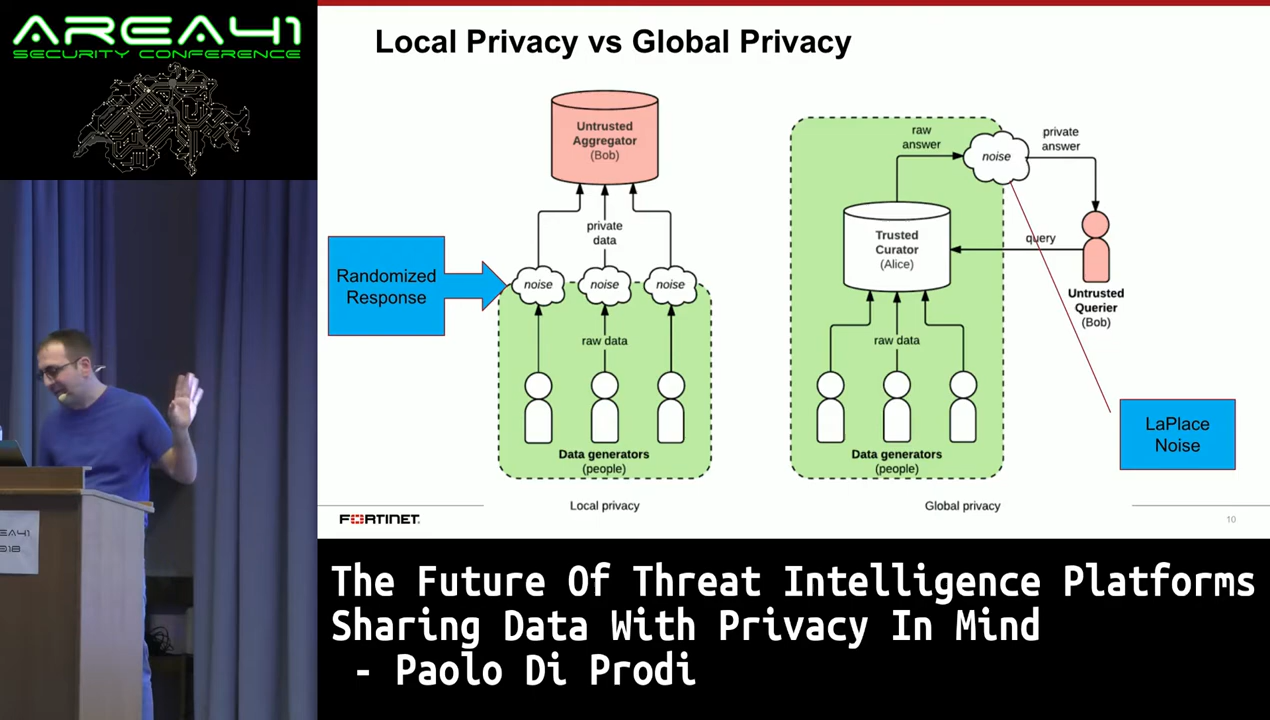 AREA41
SECURITY CONFERENCE
Local Privacy vs Global Privacy
Untrusted
Aggregator
(Bob)
private
data
Randomized
Response
noise
noise
noise
raw data
Data generators
(people)
Local privacy
raw
answer
noise
private
answer
Trusted
Curator
(Alice)
query
Untrusted
Querier
(Bob)
raw data
Data generators
(people)
Global privacy
LaPlace
Noise
FORTINET
10
The Future Of Threat Intelligence Platforms
Sharing Data With Privacy In Mind
- Paolo Di Prodi